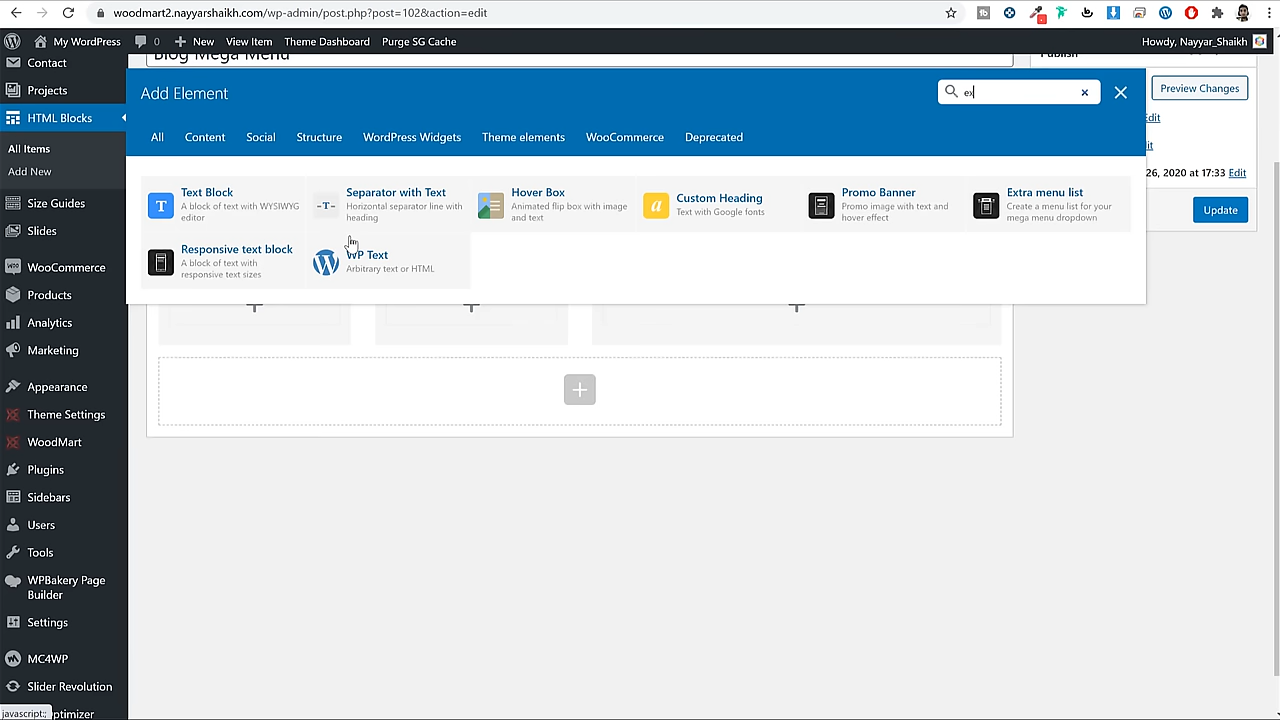 woodmart2.nayyarshaikh.com/wp-admin/post.php?post=102&action=edit
My WordPress 0 New View Item Theme Dashboard Purge SG Cache Howdy, Nayyar_Shaikh
Contact
Projects
HTML Blocks
All Items
Add New
Size Guides
Slides
WooCommerce
Products
Analytics
Marketing
Appearance
Theme Settings
WoodMart
Plugins
Sidebars
Users
Tools
WPBakery Page
Builder
Settings
MC4WP
Slider Revolution
javascript:;
ptimizer
Blog Mega Menu
Add Element
ex
All Content Social Structure WordPress Widgets Theme elements WooCommerce Deprecated
Text Block
A block of text with WYSIWYG
editor
Separator with Text
Horizontal separator line with
heading
Hover Box
Animated flip box with image
and text
Custom Heading
Text with Google fonts
Promo Banner
Promo image with text and
hover effect
Extra menu list
Create a menu list for your
mega menu dropdown
Responsive text block
A block of text with
responsive text sizes
WP Text
Arbitrary text or HTML
Publish
Preview Changes
Edit
it
26, 2020 at 17:33 Edit
Update